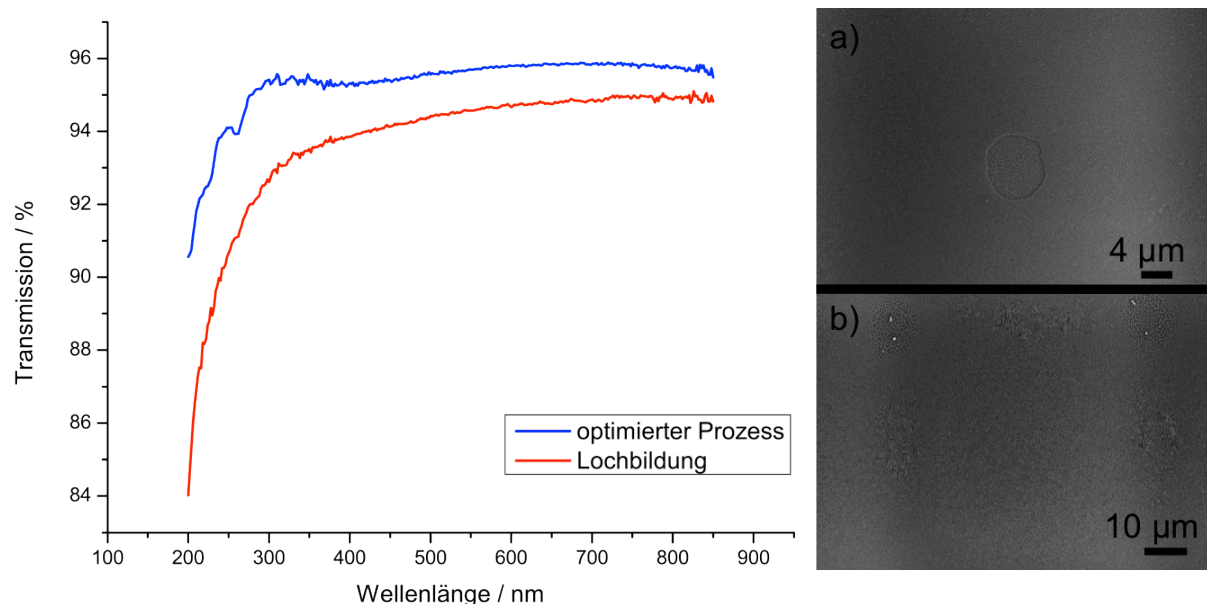 96
94
92
90
88
86
84
Transmission / %
100 200 300 400 500 600 700 800 900
Wellenlänge / nm
optimierter Prozess
Lochbildung
a)
4 µm
b)
10 µm